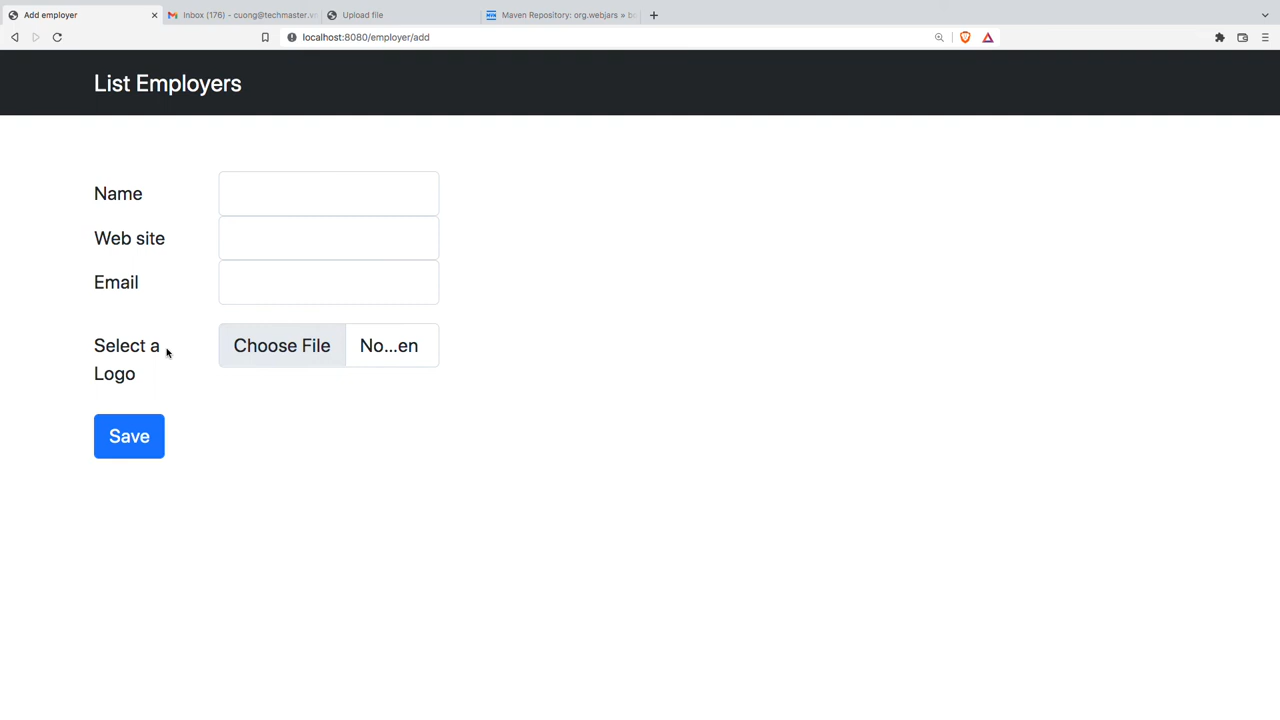 Add employer
Inbox (176) - cuong@techmaster.v
Upload file
Maven Repository: org.webjars » b
localhost:8080/employer/add
List Employers
Name
Web site
Email
Select a
Logo
Choose File No...en
Save